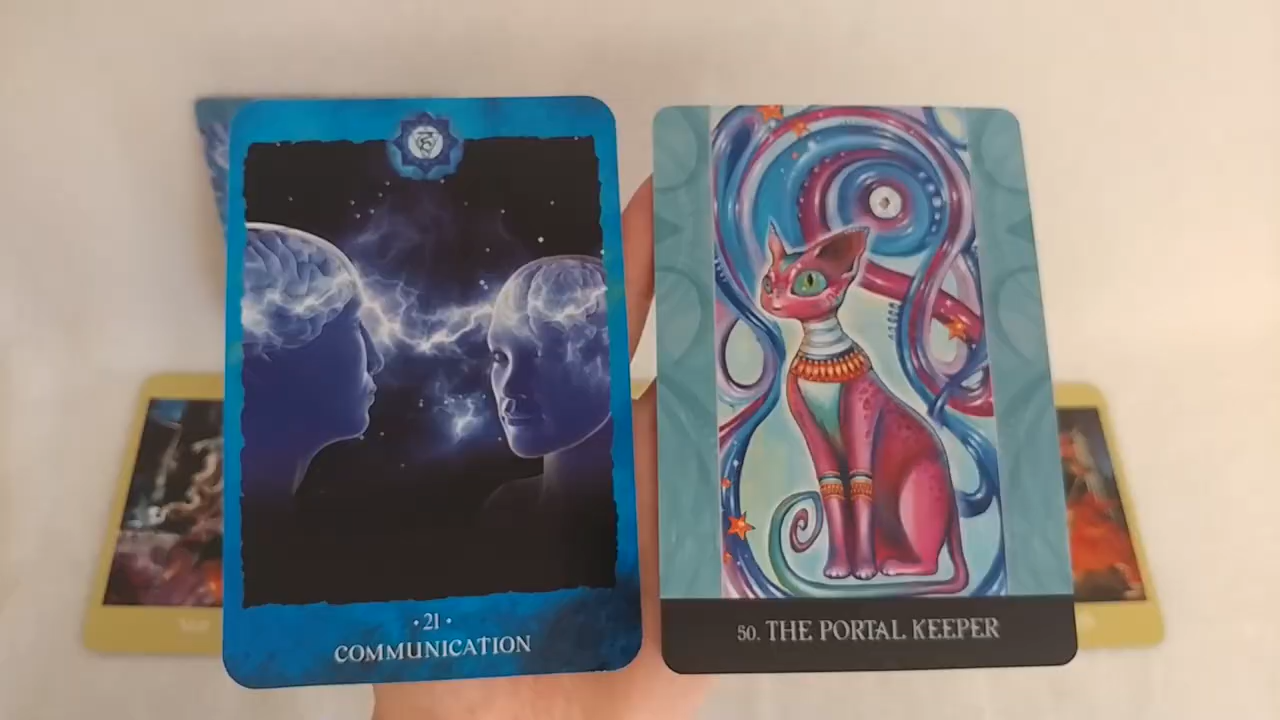 • 21 •
COMMUNICATION
50. THE PORTAL KEEPER